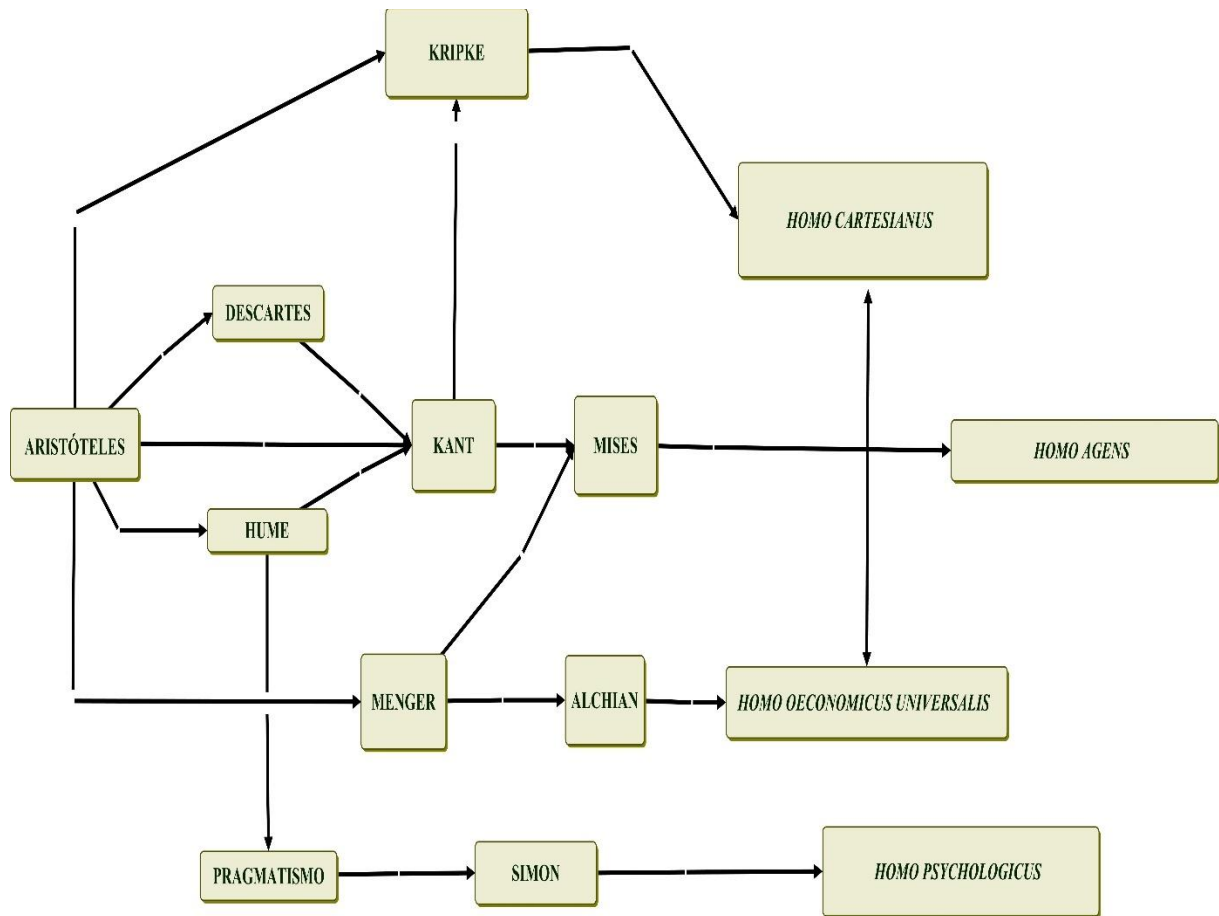 KRIPKE
HOMO CARTESIANUS
DESCARTES
ARISTÓTELES
KANT
MISES
HOMO AGENS
HUME
MENGER
ALCHIAN
HOMO OECONOMICUS UNIVERSALIS
PRAGMATISMO
SIMON
HOMO PSYCHOLOGICUS